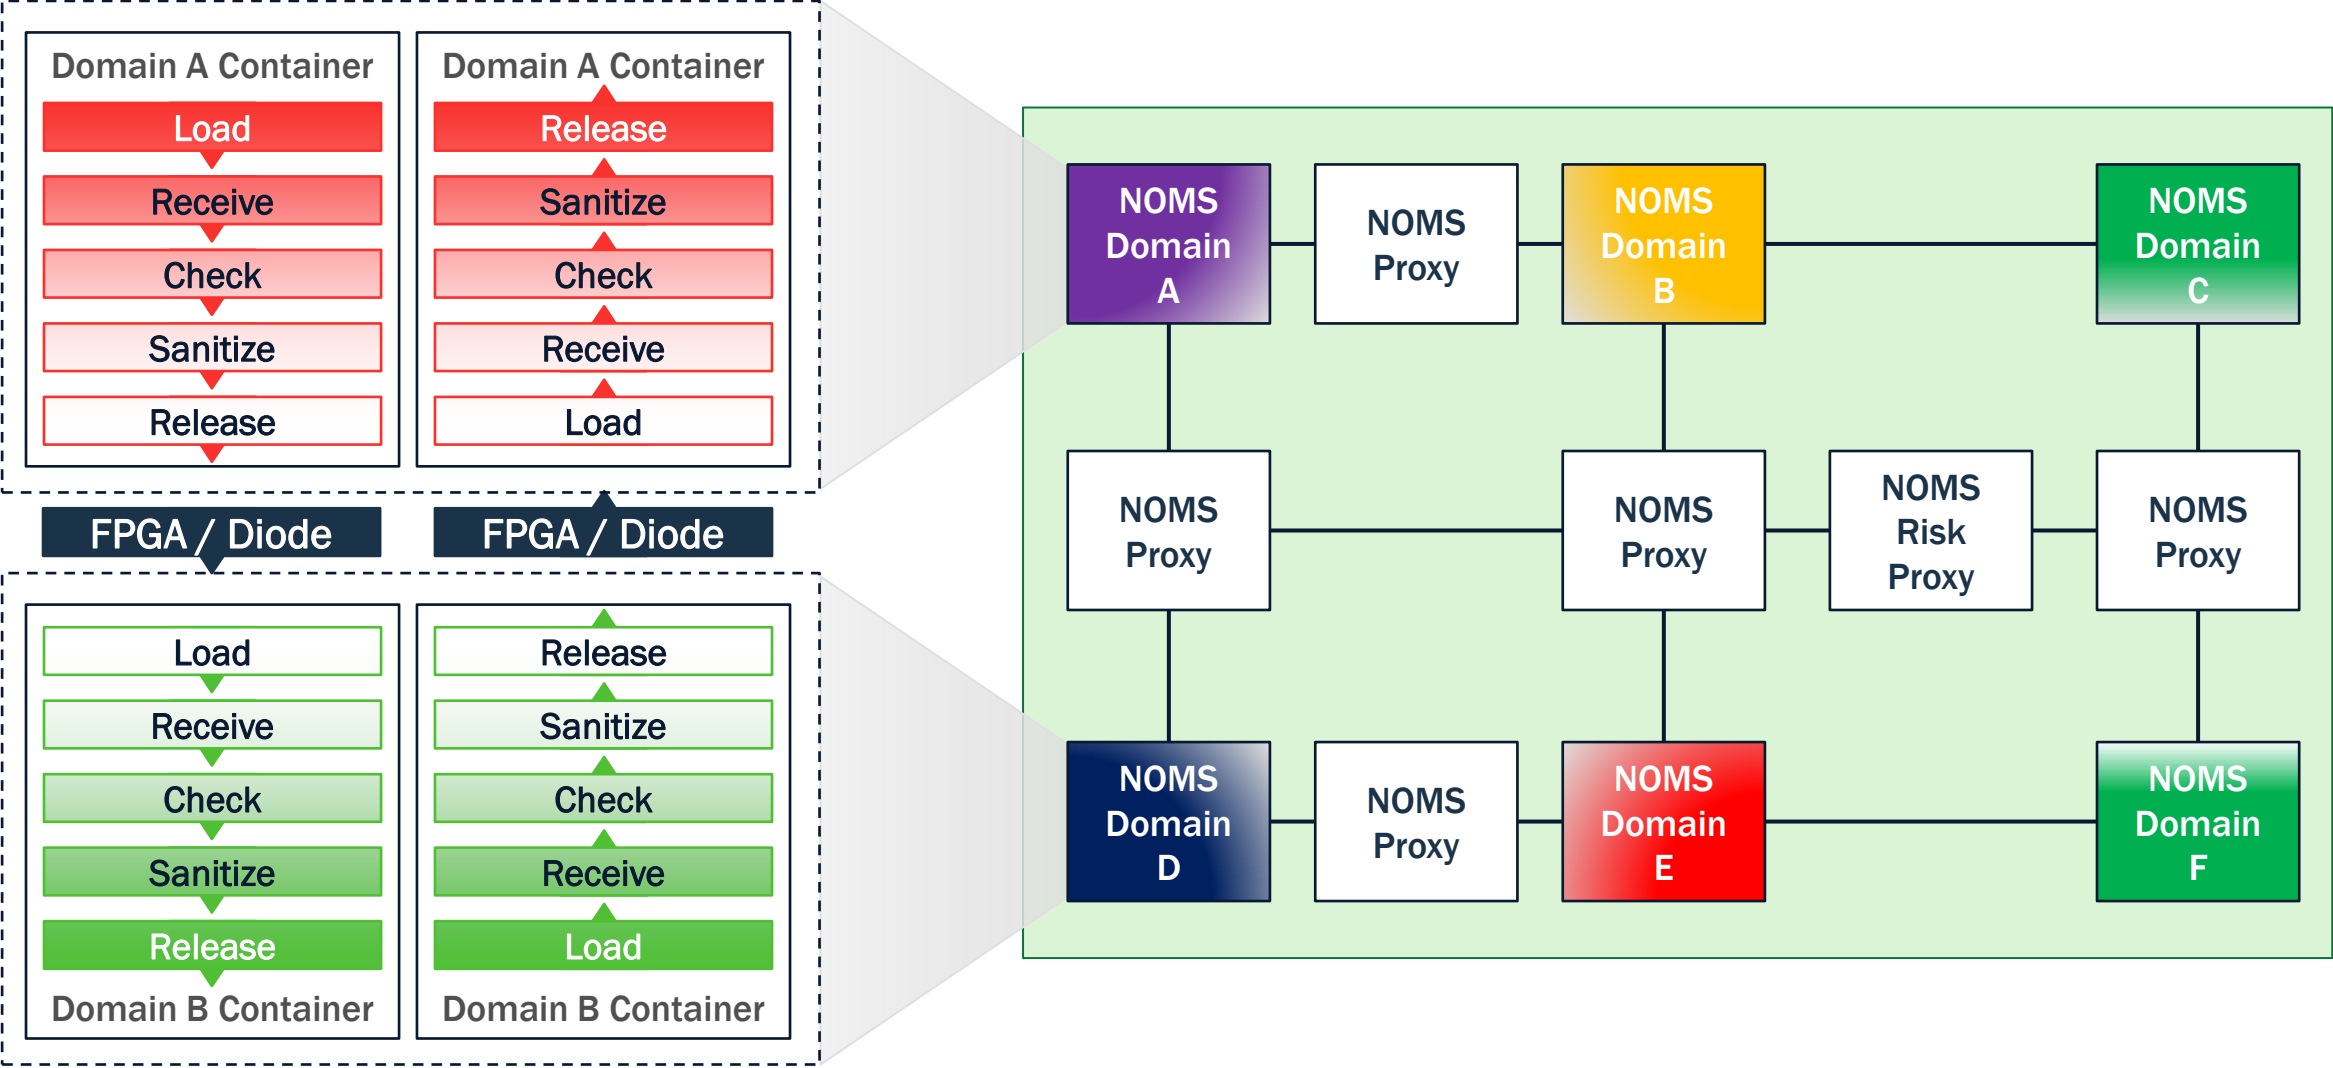 Domain A Container
Load
Receive
Check
Sanitize
Release
Domain A Container
Release
Sanitize
Check
Receive
Load
FPGA / Diode
FPGA / Diode
Load
Receive
Check
Sanitize
Release
Domain B Container
Release
Sanitize
Check
Receive
Load
Domain B Container
NOMS
Domain
A
NOMS
Proxy
NOMS
Domain
B
NOMS
Domain
C
NOMS
Proxy
NOMS
Proxy
NOMS
Risk
Proxy
NOMS
Proxy
NOMS
Domain
D
NOMS
Proxy
NOMS
Domain
E
NOMS
Domain
F